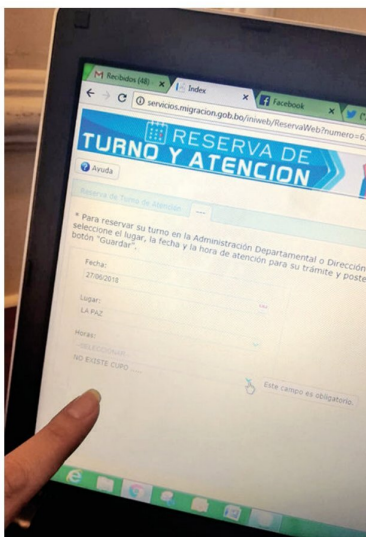 Recibidos (48)
Index
Facebook
servicios.migracion.gob.bo/iniweb/ReservaWeb?numero=6
RESERVA DE
TURNO Y ATENCION
Ayuda
Reserva de Turno de Atención
* Para reservar su turno en la Administración Departamental o Dirección
seleccione el lugar, la fecha y la hora de atención para su trámite y poste
botón "Guardar".
Fecha:
27/06/2018
Lugar:
LA PAZ
Horas:
NO EXISTE CUPO ....
Este campo es obligatorio.